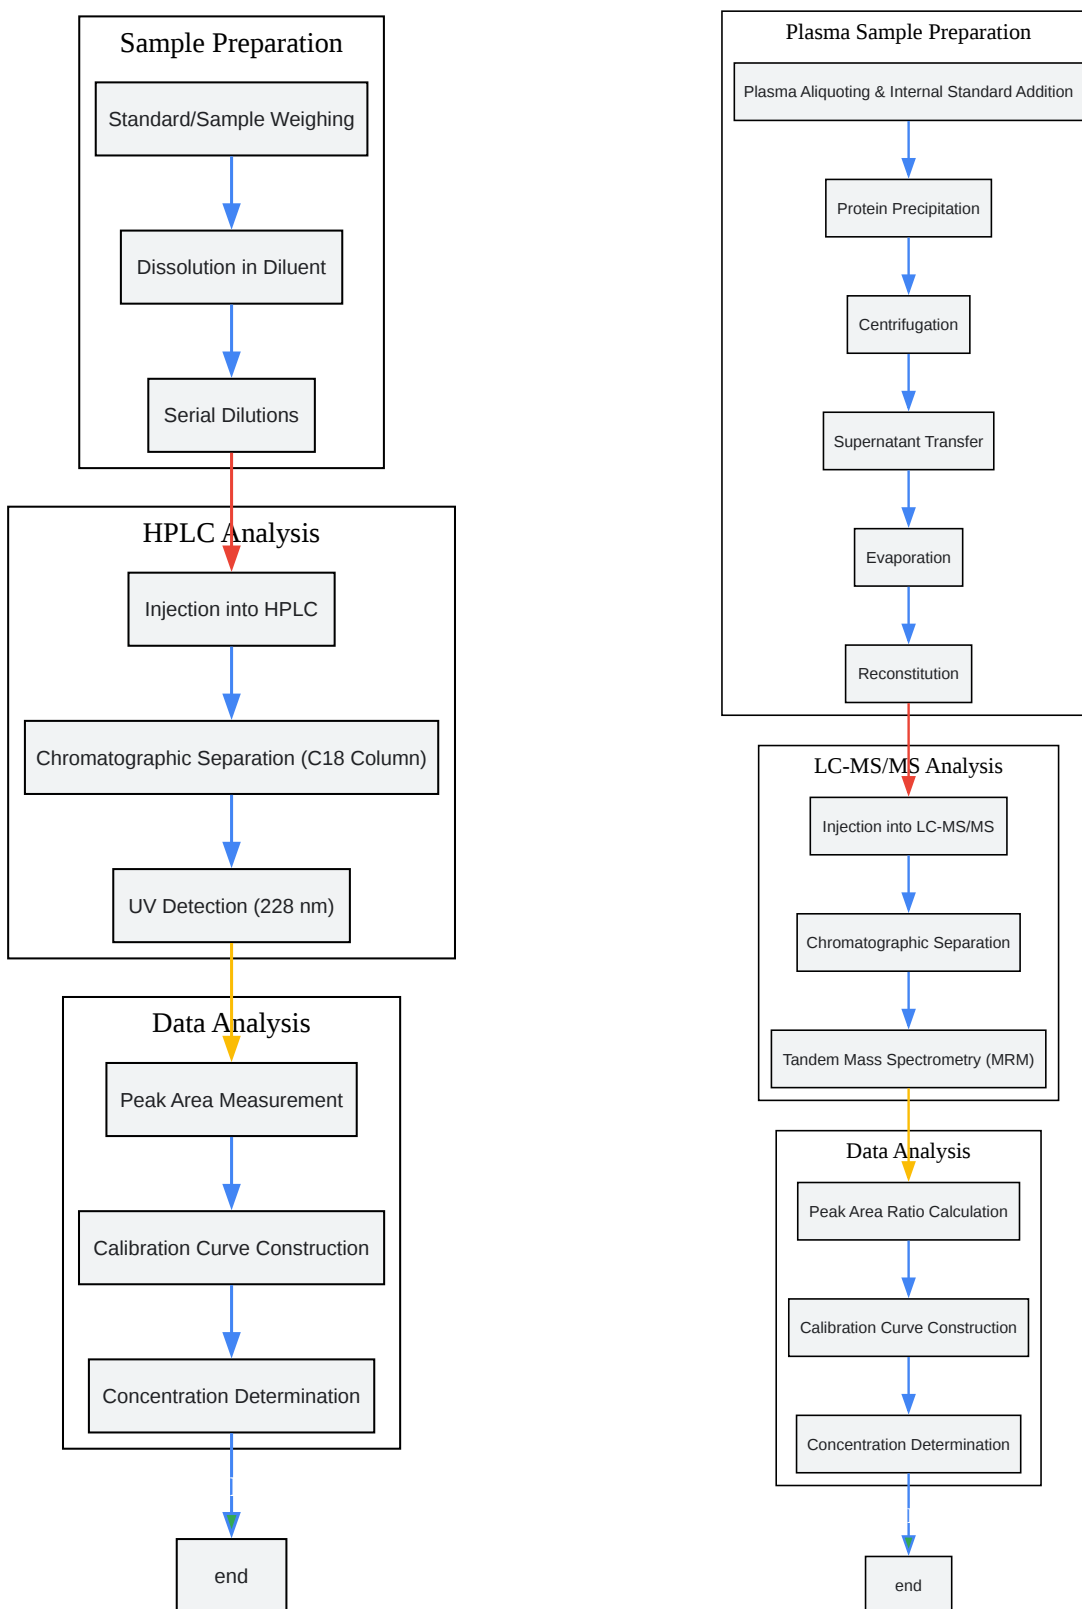 Sample Preparation
Standard/Sample Weighing
Dissolution in Diluent
Serial Dilutions
HPLC Analysis
Injection into HPLC
Chromatographic Separation (C18 Column)
UV Detection (228 nm)
Data Analysis
Peak Area Measurement
Calibration Curve Construction
Concentration Determination
end
Plasma Sample Preparation
Plasma Aliquoting & Internal Standard Addition
Protein Precipitation
Centrifugation
Supernatant Transfer
Evaporation
Reconstitution
LC-MS/MS Analysis
Injection into LC-MS/MS
Chromatographic Separation
Tandem Mass Spectrometry (MRM)
Data Analysis
Peak Area Ratio Calculation
Calibration Curve Construction
Concentration Determination
end